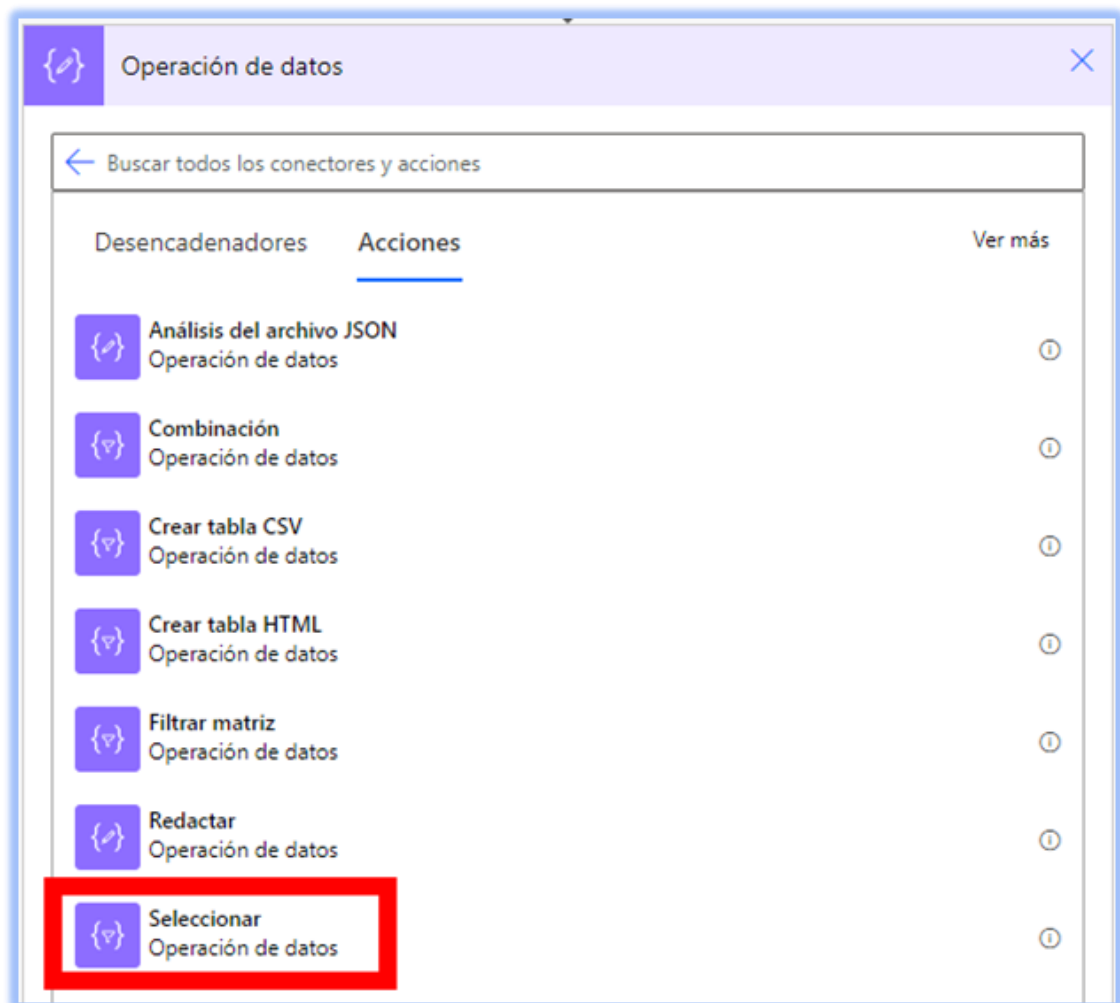 Operación de datos
Buscar todos los conectores y acciones
Desencadenadores Acciones Ver más
Análisis del archivo JSON
Operación de datos
Combinación
Operación de datos
Crear tabla CSV
Operación de datos
Crear tabla HTML
Operación de datos
Filtrar matriz
Operación de datos
Redactar
Operación de datos
Seleccionar
Operación de datos